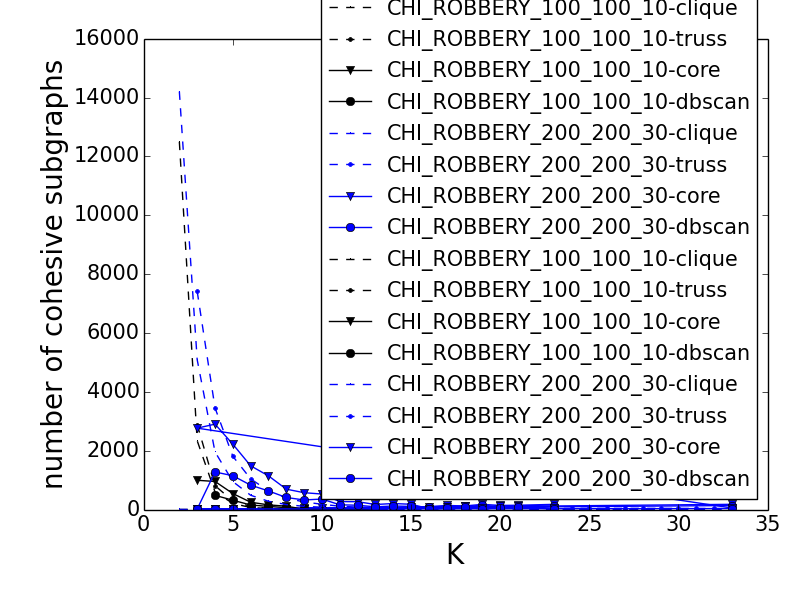 CHI_ROBBERY_100_100_10-clique
CHI_ROBBERY_100_100_10-truss
CHI_ROBBERY_100_100_10-core
CHI_ROBBERY_100_100_10-dbscan
CHI_ROBBERY_200_200_30-clique
CHI_ROBBERY_200_200_30-truss
CHI_ROBBERY_200_200_30-core
CHI_ROBBERY_200_200_30-dbscan
CHI_ROBBERY_100_100_10-clique
CHI_ROBBERY_100_100_10-truss
CHI_ROBBERY_100_100_10-core
CHI_ROBBERY_100_100_10-dbscan
CHI_ROBBERY_200_200_30-clique
CHI_ROBBERY_200_200_30-truss
CHI_ROBBERY_200_200_30-core
CHI_ROBBERY_200_200_30-dbscan
number of cohesive subgraphs
16000
14000
12000
10000
8000
6000
4000
2000
0
0 5 10 15 20 25 30 35
K